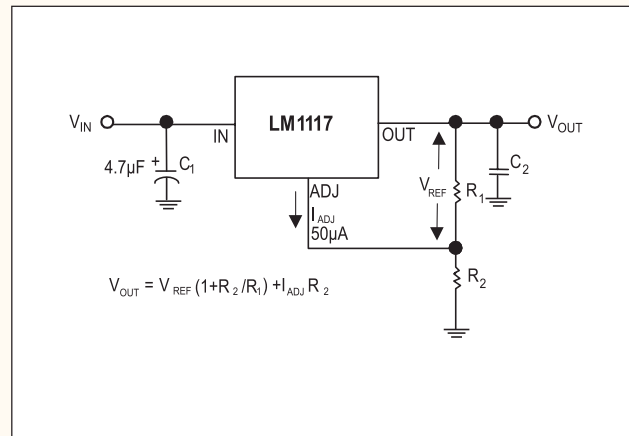 V_IN
IN
LM1117
OUT
V_OUT
4.7µF
+
C_1
ADJ
I_ADJ
50µA
V_REF
R_1
C_2
R_2
V_OUT = V_REF (1+R_2/R_1) +I_ADJ R_2